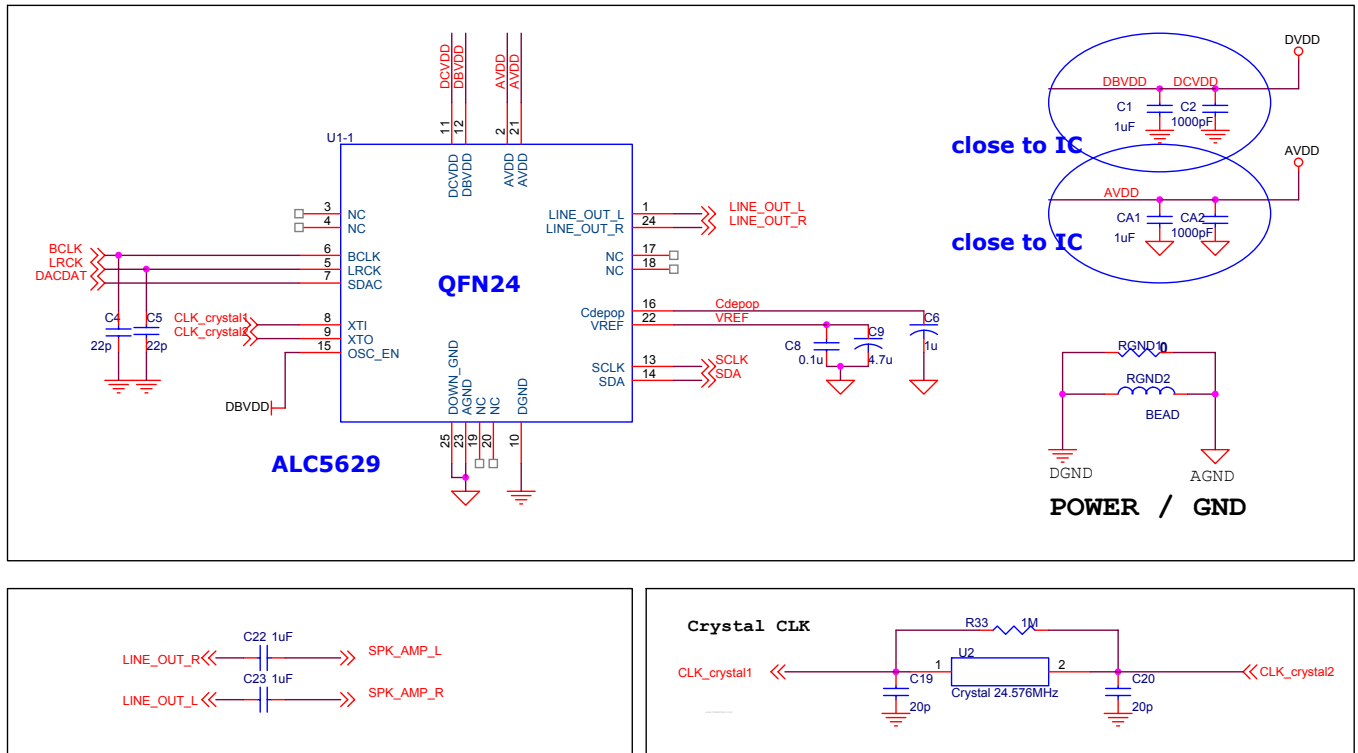 DCVDD
DBVDD
AVDD
AVDD
11
12
2
21
U1-1
DCVDD
DBVDD
AVDD
AVDD
3 NC
4 NC
BCLK 6 BCLK
LRCK 5 LRCK
DACDAT 7 SDAC
CLK_crystal1 8 XTI
CLK_crystal2 9 XTO
15 OSC_EN
C4
22p
C5
22p
DBVDD
QFN24
LINE_OUT_L 1 LINE_OUT_L
LINE_OUT_R 24 LINE_OUT_R
NC 17
NC 18
Cdepop 16 Cdepop
VREF 22 VREF
SCLK 13 SCLK
SDA 14 SDA
C8
0.1u
C9
4.7u
C6
1u
DOWN_GND
AGND
NC
NC
DGND
25
23
19
20
10
ALC5629
DVDD
DBVDD DCVDD
C1 C2
1uF 1000pF
close to IC
AVDD
AVDD
CA1 CA2
1uF 1000pF
close to IC
RGND1 0
RGND2
BEAD
DGND AGND
POWER / GND
C22 1uF
LINE_OUT_R SPK_AMP_L
C23 1uF
LINE_OUT_L SPK_AMP_R
Crystal CLK
R33 1M
U2
CLK_crystal1 1 2 CLK_crystal2
C19
20p
Crystal 24.576MHz
C20
20p